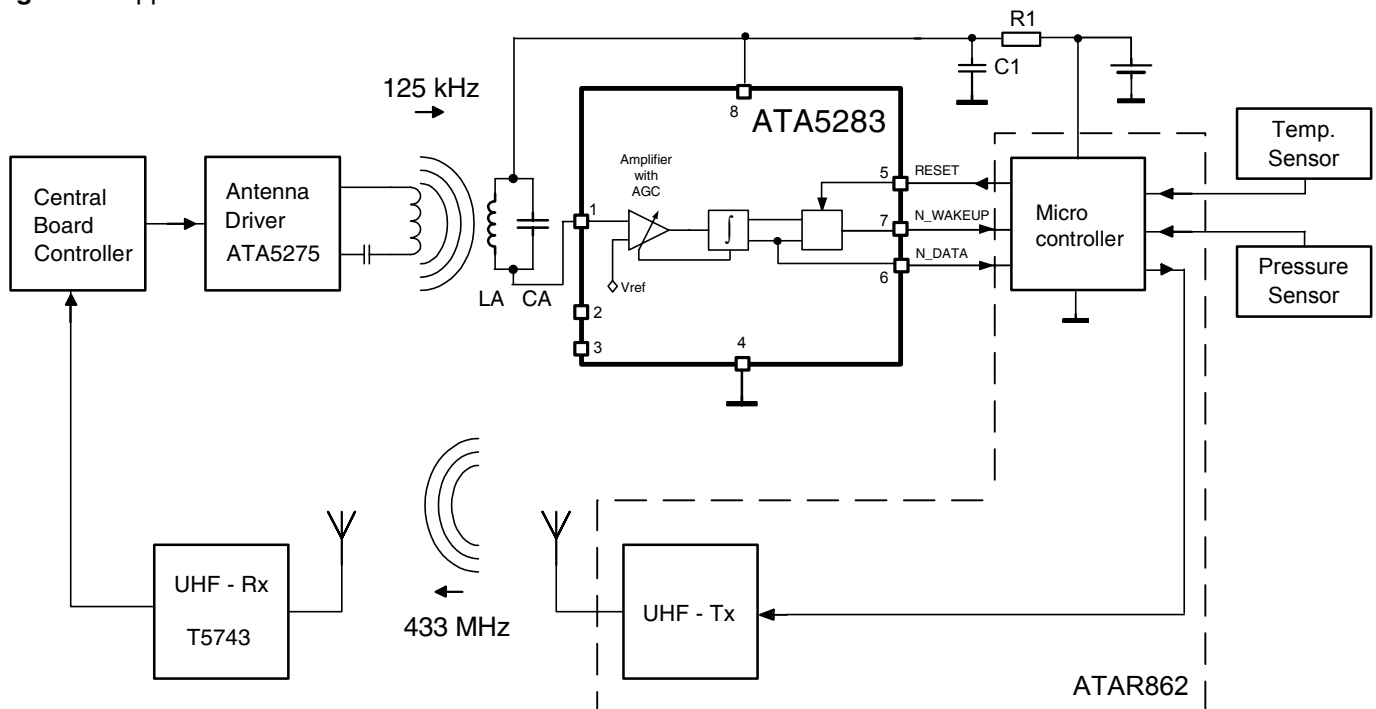 R1
C1
125 kHz
8
ATA5283
Temp.
Sensor
Amplifier
with
AGC
5
RESET
Central
Board
Controller
Antenna
Driver
ATA5275
1
∫
7
N_WAKEUP
Micro
controller
N_DATA
6
Vref
LA
CA
2
3
4
Pressure
Sensor
UHF - Rx
T5743
433 MHz
UHF - Tx
ATAR862